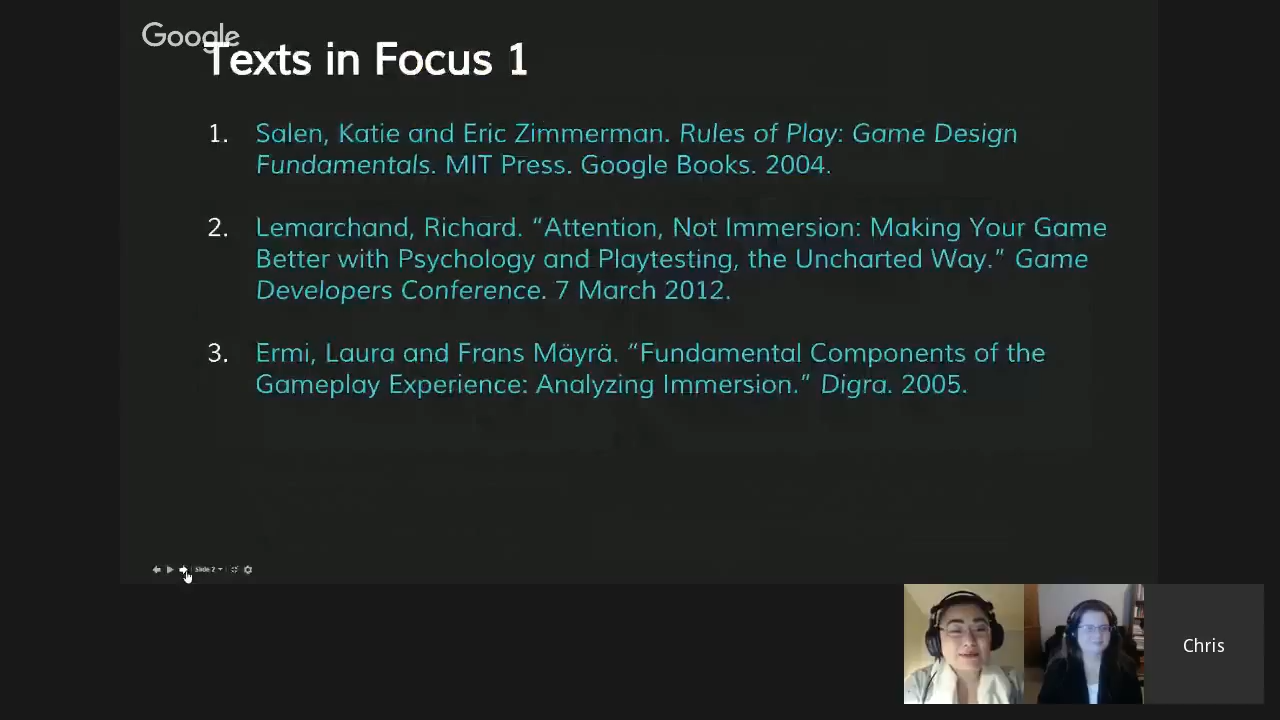 Google
Texts in Focus 1
1. Salen, Katie and Eric Zimmerman. Rules of Play: Game Design
Fundamentals. MIT Press. Google Books. 2004.
2. Lemarchand, Richard. “Attention, Not Immersion: Making Your Game
Better with Psychology and Playtesting, the Uncharted Way.” Game
Developers Conference. 7 March 2012.
3. Ermi, Laura and Frans Mäyrä. “Fundamental Components of the
Gameplay Experience: Analyzing Immersion.” Digra. 2005.
Slide 2
Chris